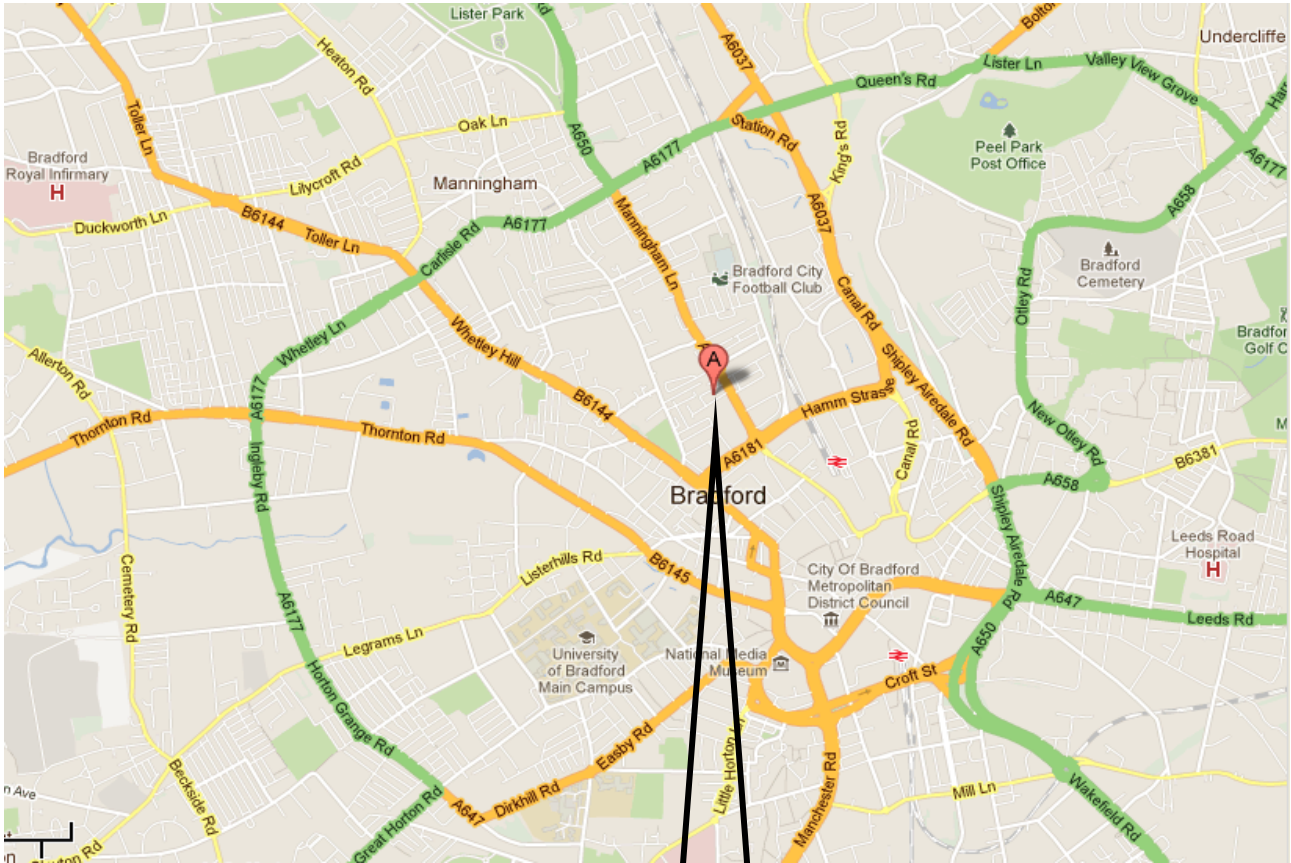 Lister Park
Rd
A6037
Bolton
Undercliffe
Heaton Rd
Lister Ln
Valley View Grove
Queen's Rd
Toller Ln
Oak Ln
A650
Station Rd
King's Rd
Peel Park
Post Office
A6177
A6177
Bradford
Royal Infirmary
H
Lilycroft Rd
Manningham
A658
Duckworth Ln
B6144
Toller Ln
Carlisle Rd
A6177
Manningham Ln
A6037
Bradford City
Football Club
Bradford
Cemetery
Otley Rd
Canal Rd
Whetley Ln
Whetley Hill
Golf C
Allerton Rd
A
Shipley Airedale Rd
A6177
B6144
Hamm Strasse
Thornton Rd
Thornton Rd
New Otley Rd
Canal Rd
A6181
B6381
Ingleby Rd
A658
Bradford
Shipley Airedale Rd
Leeds Road
Hospital
H
Listerhills Rd
B6145
City Of Bradford
Metropolitan
District Council
Cemetery Rd
A6177
A647
Leeds Rd
Legrams Ln
A650
University
of Bradford
Main Campus
National Media
Museum
M
Croft St
Horton Grange Rd
Easby Rd
Little Horton Ln
Beckside Rd
Manchester Rd
Mill Ln
Wakefield Rd
n Ave
A647
Dirkhill Rd
Great Horton Rd